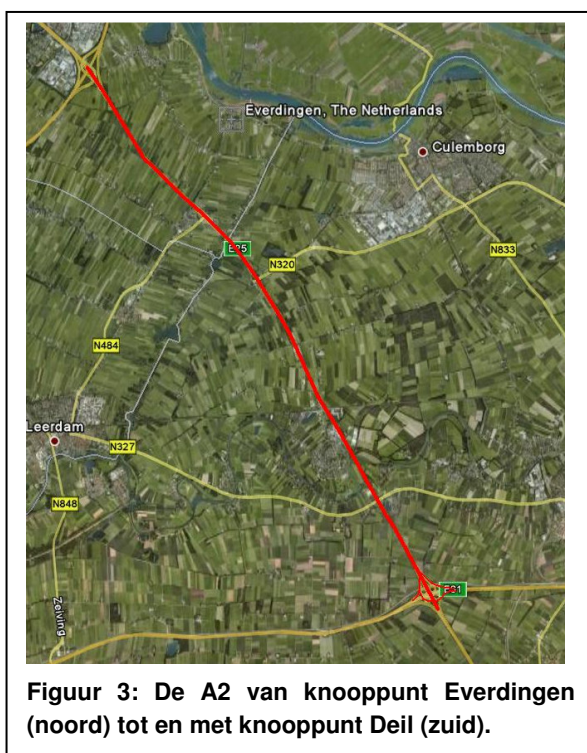 Everdingen, The Netherlands
Culemborg
E25
N320
N833
N484
Leerdam
N327
N848
Zeiving
E31
Figuur 3: De A2 van knooppunt Everdingen
(noord) tot en met knooppunt Deil (zuid).